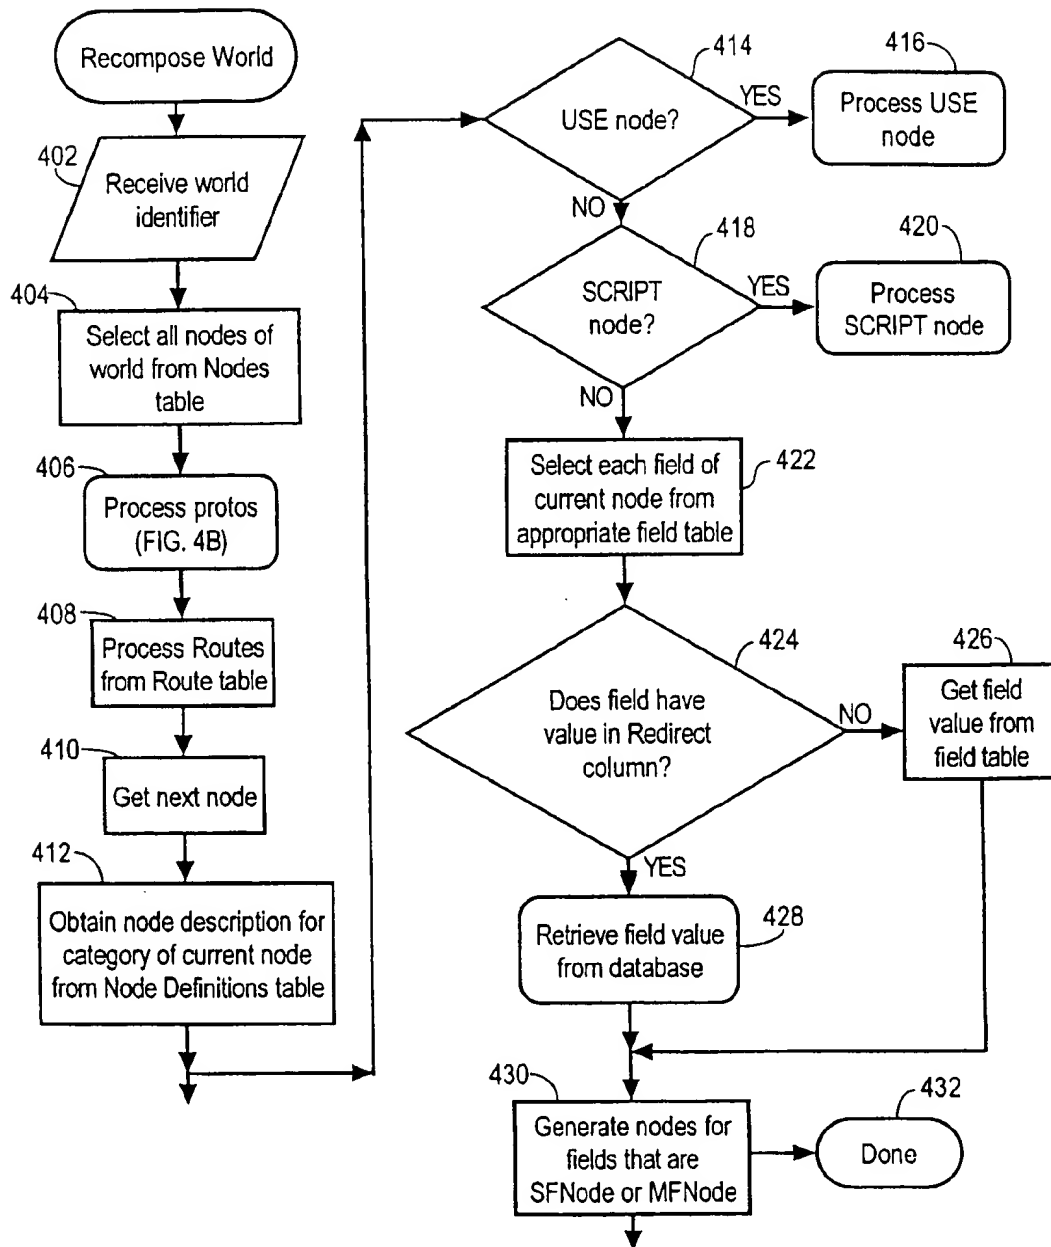 Recompose World
402
Receive world
identifier
404
Select all nodes of
world from Nodes
table
406
Process protos
(FIG. 4B)
408
Process Routes
from Route table
410
Get next node
412
Obtain node description for
category of current node
from Node Definitions table
414
USE node?
YES
416
Process USE
node
NO
418
SCRIPT
node?
YES
420
Process
SCRIPT node
NO
Select each field of
current node from
appropriate field table
422
424
Does field have
value in Redirect
column?
NO
426
Get field
value from
field table
YES
Retrieve field value
from database
428
430
Generate nodes for
fields that are
SFNode or MFNode
432
Done